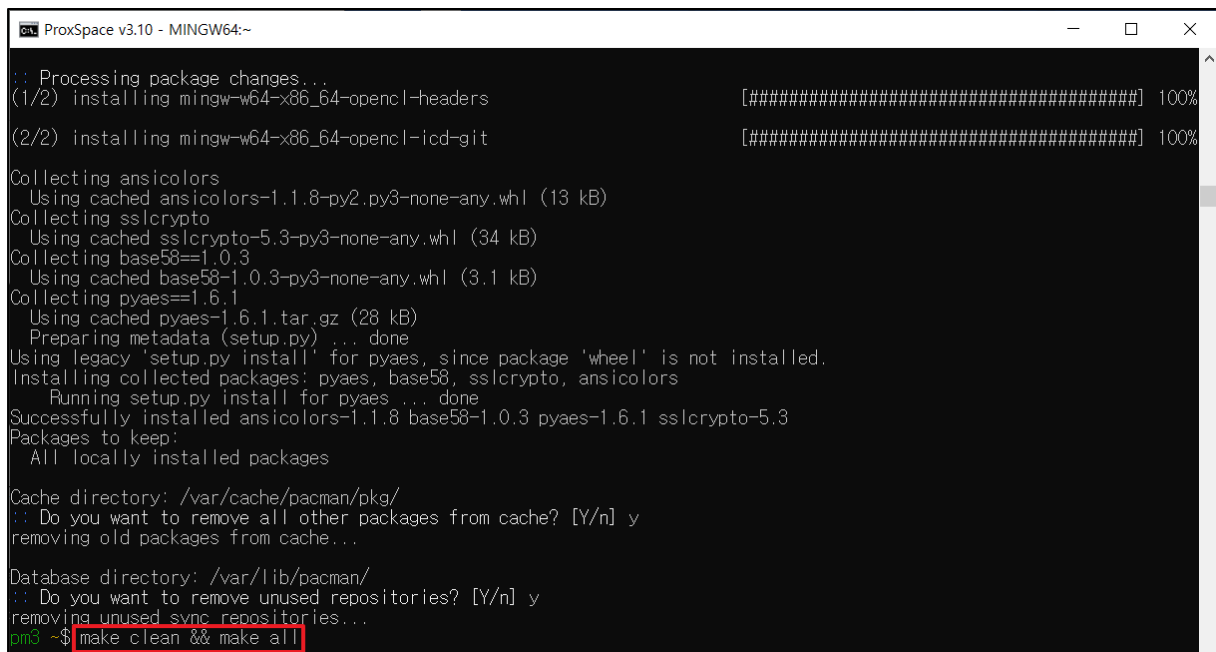 ProxSpace v3.10 - MINGW64:~
:: Processing package changes...
(1/2) installing mingw-w64-x86_64-opencl-headers [#######################################] 100%
(2/2) installing mingw-w64-x86_64-opencl-icd-git [#######################################] 100%
Collecting ansicolors
Using cached ansicolors-1.1.8-py2.py3-none-any.whl (13 kB)
Collecting sslcrypto
Using cached sslcrypto-5.3-py3-none-any.whl (34 kB)
Collecting base58==1.0.3
Using cached base58-1.0.3-py3-none-any.whl (3.1 kB)
Collecting pyaes==1.6.1
Using cached pyaes-1.6.1.tar.gz (28 kB)
Preparing metadata (setup.py) ... done
Using legacy 'setup.py install' for pyaes, since package 'wheel' is not installed.
Installing collected packages: pyaes, base58, sslcrypto, ansicolors
Running setup.py install for pyaes ... done
Successfully installed ansicolors-1.1.8 base58-1.0.3 pyaes-1.6.1 sslcrypto-5.3
Packages to keep:
All locally installed packages
Cache directory: /var/cache/pacman/pkg/
:: Do you want to remove all other packages from cache? [Y/n] y
removing old packages from cache...
Database directory: /var/lib/pacman/
:: Do you want to remove unused repositories? [Y/n] y
removing unused sync repositories...
pm3 ~$ make clean && make all